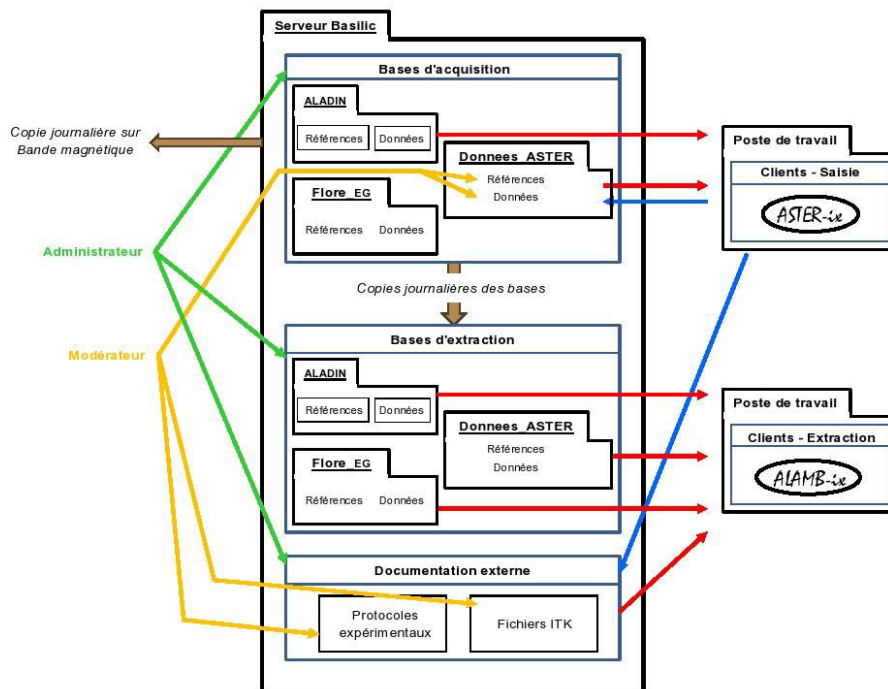 Serveur Basilic
Bases d'acquisition
ALADIN
Références Données
Copie journalière sur
Bande magnétique
Donnees_ASTER
Références
Données
Flore_EG
Références Données
Poste de travail
Clients - Saisie
ASTER-ix
Administrateur
Copies journalières des bases
Modérateur
Bases d'extraction
ALADIN
Références Données
Donnees_ASTER
Références
Données
Flore_EG
Références Données
Poste de travail
Clients - Extraction
ALAMB-ix
Documentation externe
Protocoles
expérimentaux
Fichiers ITK